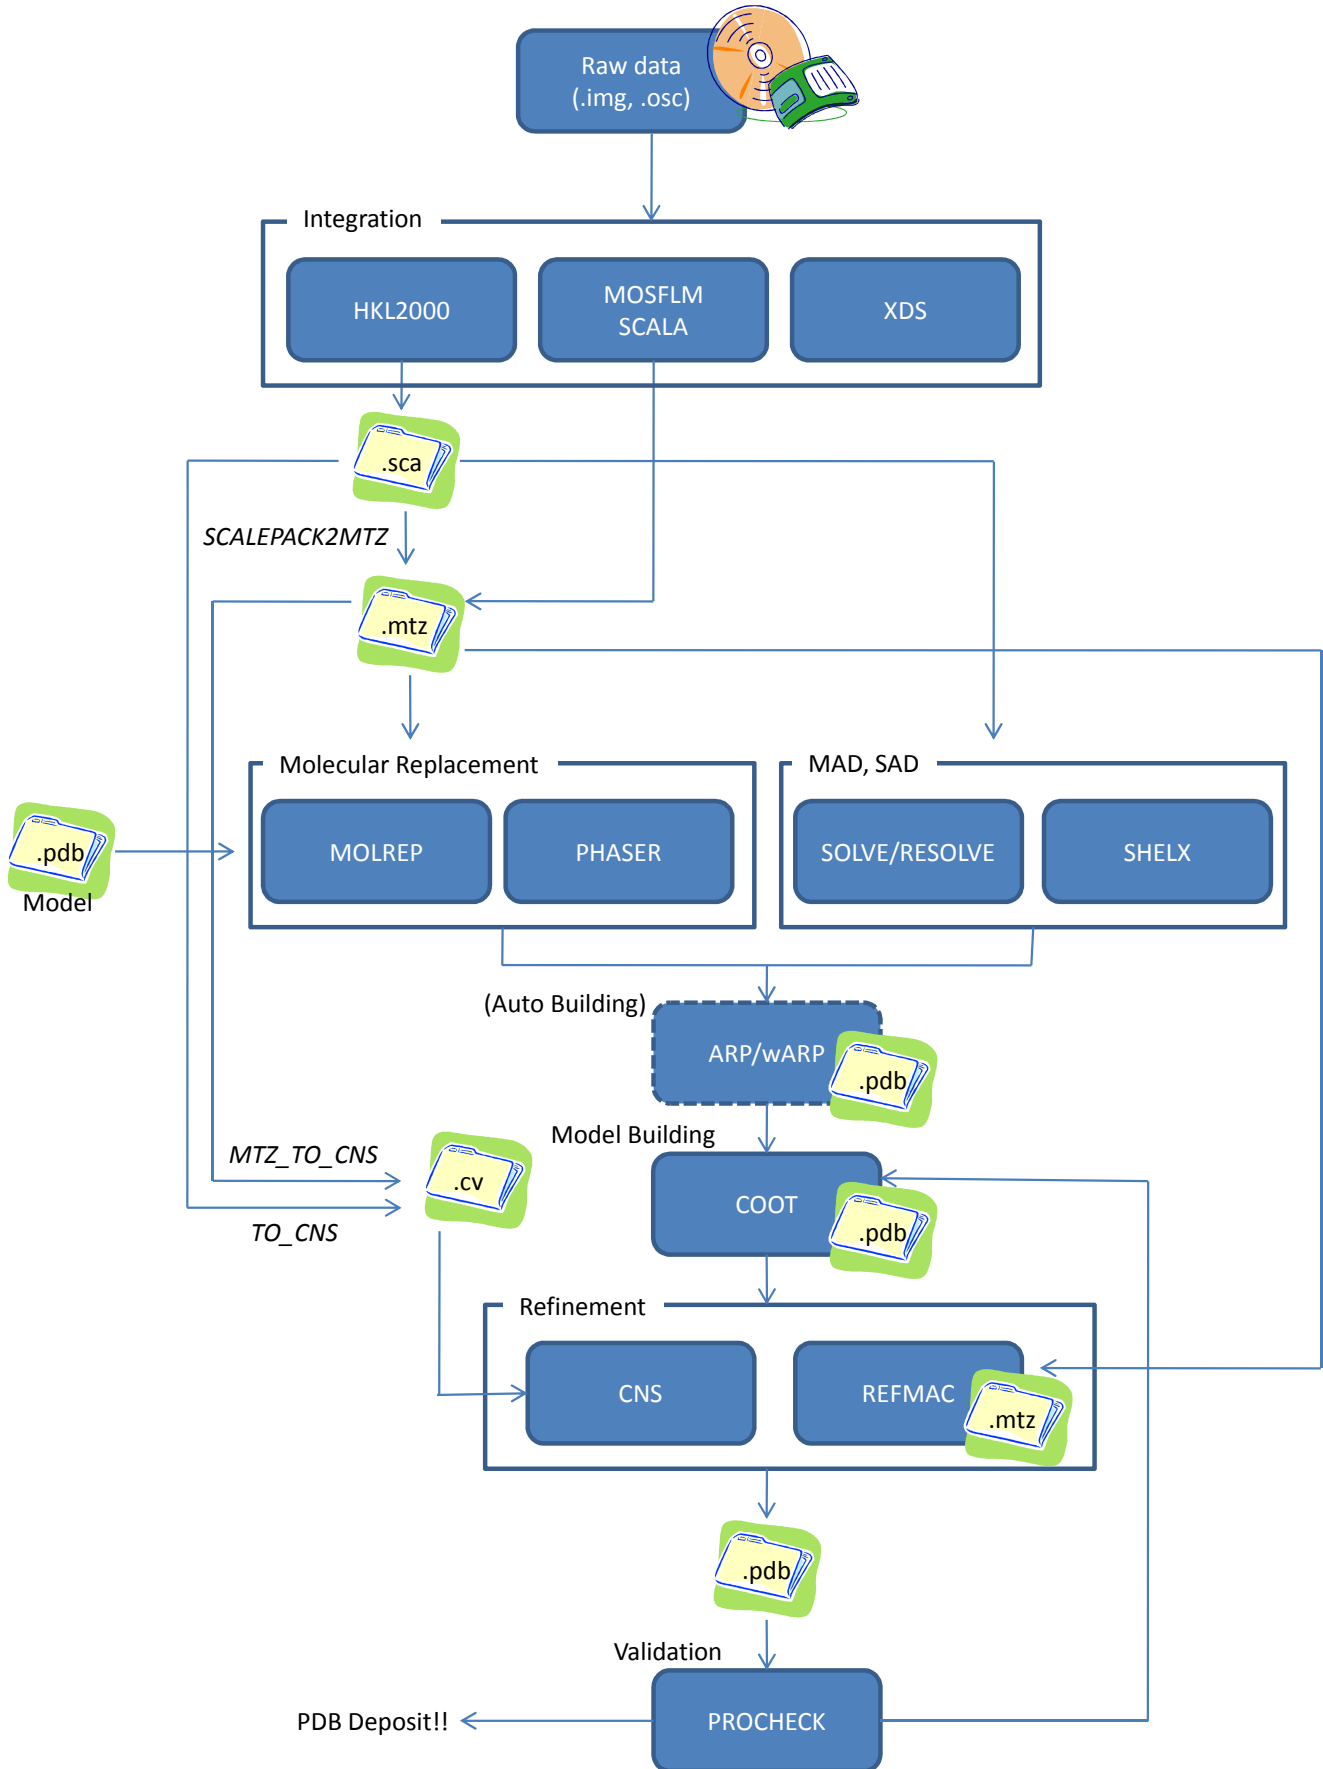 Raw data
(.img, .osc)
Integration
HKL2000
MOSFLM
SCALA
XDS
.sca
SCALEPACK2MTZ
.mtz
Molecular Replacement
MAD, SAD
MOLREP
PHASER
SOLVE/RESOLVE
SHELX
.pdb
Model
(Auto Building)
ARP/wARP
.pdb
Model Building
MTZ_TO_CNS
.cv
TO_CNS
COOT
.pdb
Refinement
CNS
REFMAC
.mtz
.pdb
Validation
PDB Deposit!!
PROCHECK